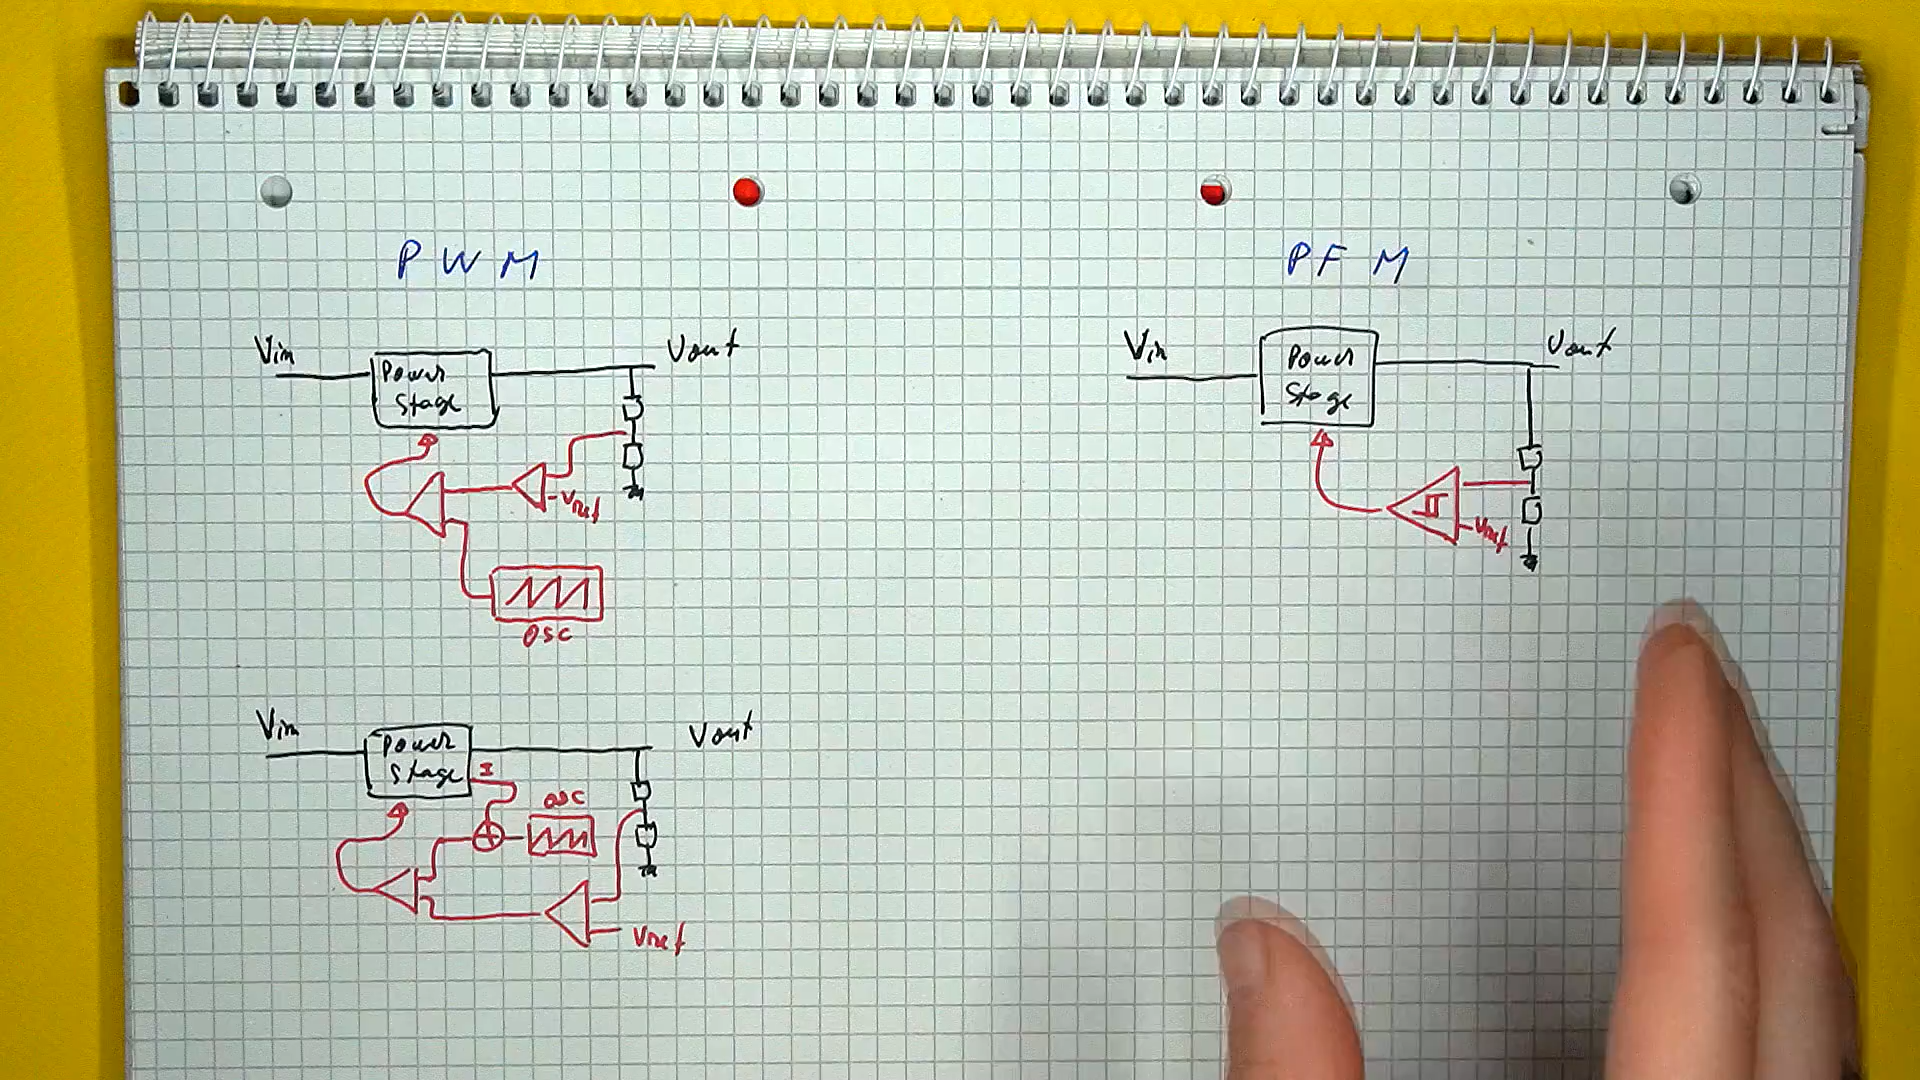 PWM
Vin
Power
Stage
Vout
Vref
OSC
Vin
Power
Stage
I
Vout
OSC
Vref
PFM
Vin
Power
Stage
Vout
Vref